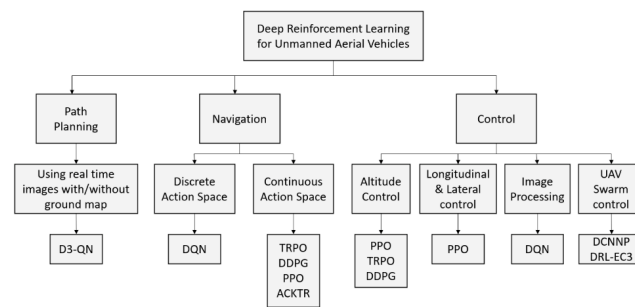 Deep Reinforcement Learning
for Unmanned Aerial Vehicles
Path
Planning
Navigation
Control
Using real time
images with/without
ground map
Discrete
Action Space
Continuous
Action Space
Altitude
Control
Longitudinal
& Lateral
control
Image
Processing
UAV
Swarm
control
D3-QN
DQN
TRPO
DDPG
PPO
ACKTR
PPO
TRPO
DDPG
PPO
DQN
DCNNP
DRL-EC3